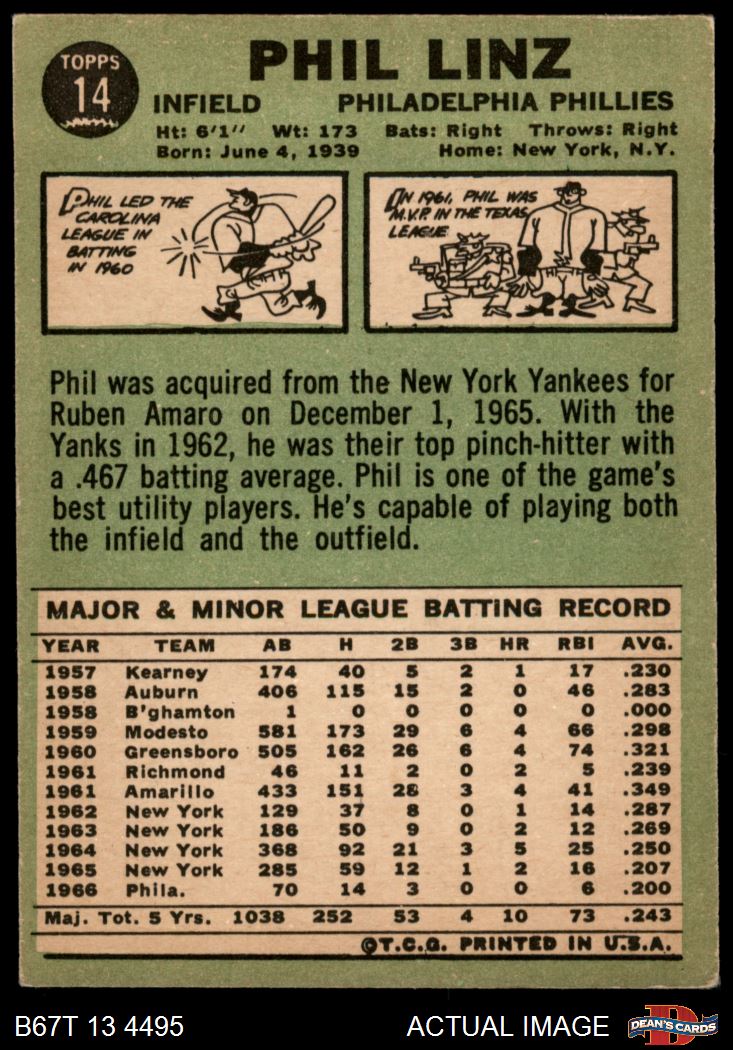 TOPPS
14
PHIL LINZ
INFIELD PHILADELPHIA PHILLIES
Ht: 6'1" Wt: 173 Bats: Right Throws: Right
Born: June 4, 1939 Home: New York, N.Y.
PHIL LED THE
CAROLINA
LEAGUE IN
BATTING
IN 1960
IN 1961, PHIL WAS
M.V.P. IN THE TEXAS
LEAGUE
Phil was acquired from the New York Yankees for
Ruben Amaro on December 1, 1965. With the
Yanks in 1962, he was their top pinch-hitter with
a .467 batting average. Phil is one of the game's
best utility players. He's capable of playing both
the infield and the outfield.
MAJOR & MINOR LEAGUE BATTING RECORD
YEAR TEAM AB H 2B 3B HR RBI AVG.
1957 Kearney 174 40 5 2 1 17 .230
1958 Auburn 406 115 15 2 0 46 .283
1958 B'ghamton 1 0 0 0 0 0 .000
1959 Modesto 581 173 29 6 4 66 .298
1960 Greensboro 505 162 26 6 4 74 .321
1961 Richmond 46 11 2 0 2 5 .239
1961 Amarillo 433 151 28 3 4 41 .349
1962 New York 129 37 8 0 1 14 .287
1963 New York 186 50 9 0 2 12 .269
1964 New York 368 92 21 3 5 25 .250
1965 New York 285 59 12 1 2 16 .207
1966 Phila. 70 14 3 0 0 6 .200
Maj. Tot. 5 Yrs. 1038 252 53 4 10 73 .243
©T.C.G. PRINTED IN U.S.A.
B67T 13 4495 ACTUAL IMAGE
D
DEAN'S CARDS